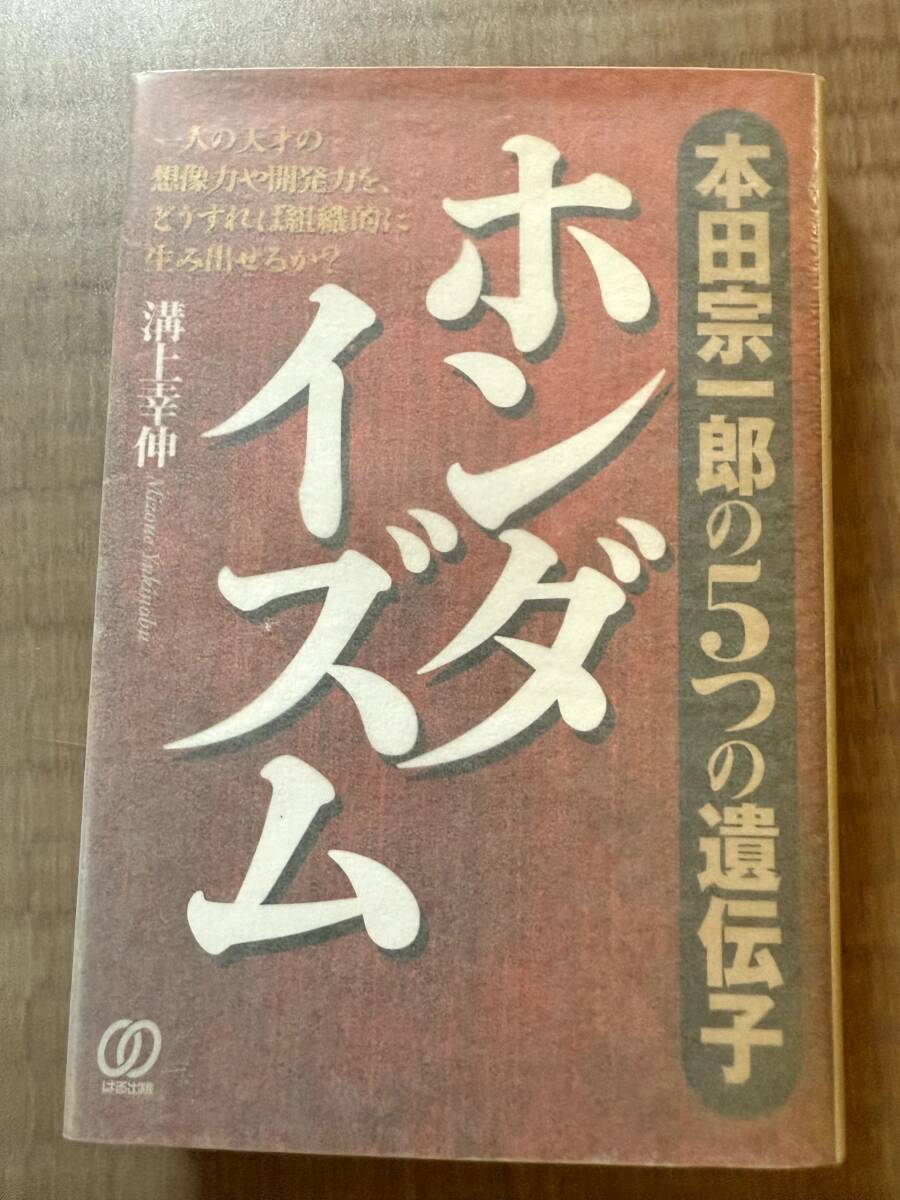 本田宗一郎の5つの遺伝子
ホンダ
イズム
一人の天才の
想像力や開発力を、
どうすれば組織的に
生み出せるか?
溝上幸伸
Mizoue Yukinobu
ぱる出版